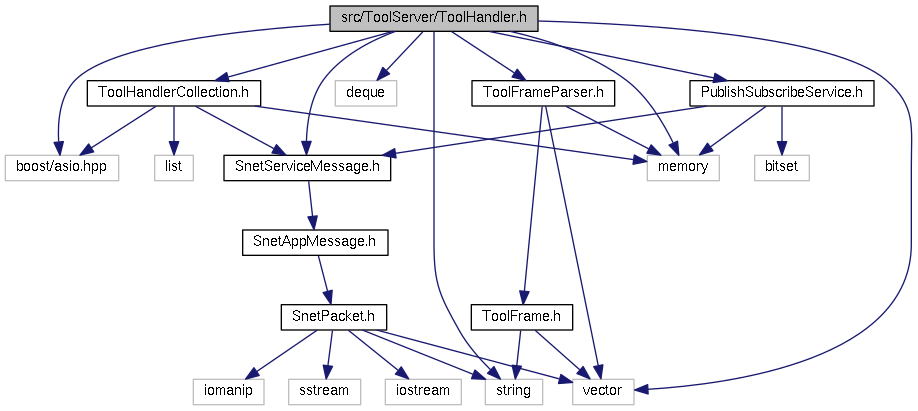 src/ToolServer/ToolHandler.h
ToolHandlerCollection.h
deque
ToolFrameParser.h
PublishSubscribeService.h
boost/asio.hpp
list
SnetServiceMessage.h
memory
bitset
SnetAppMessage.h
SnetPacket.h
ToolFrame.h
iomanip
sstream
iostream
string
vector